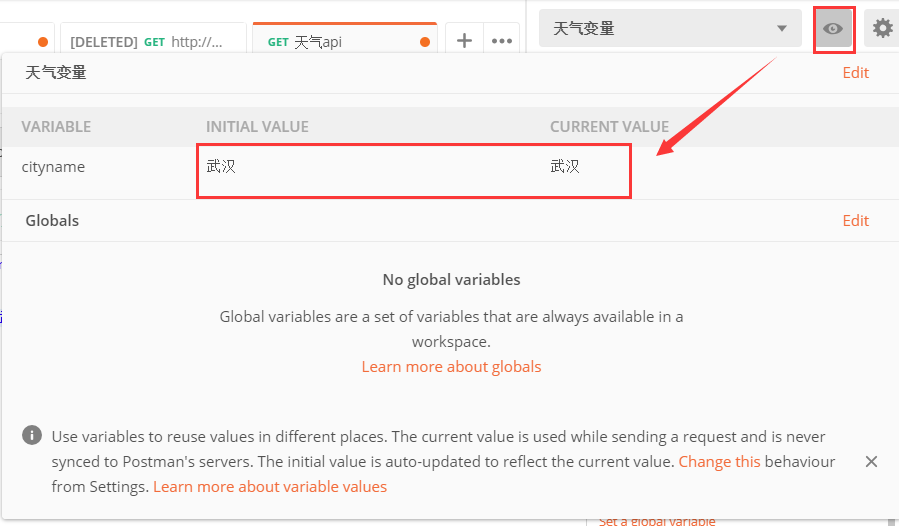 [DELETED] GET http://...
GET 天气api
天气变量
天气变量
Edit
VARIABLE INITIAL VALUE CURRENT VALUE
cityname 武汉 武汉
Globals
Edit
No global variables
Global variables are a set of variables that are always available in a
workspace.
Learn more about globals
Use variables to reuse values in different places. The current value is used while sending a request and is never
synced to Postman's servers. The initial value is auto-updated to reflect the current value. Change this behaviour
from Settings. Learn more about variable values
Set a global variable